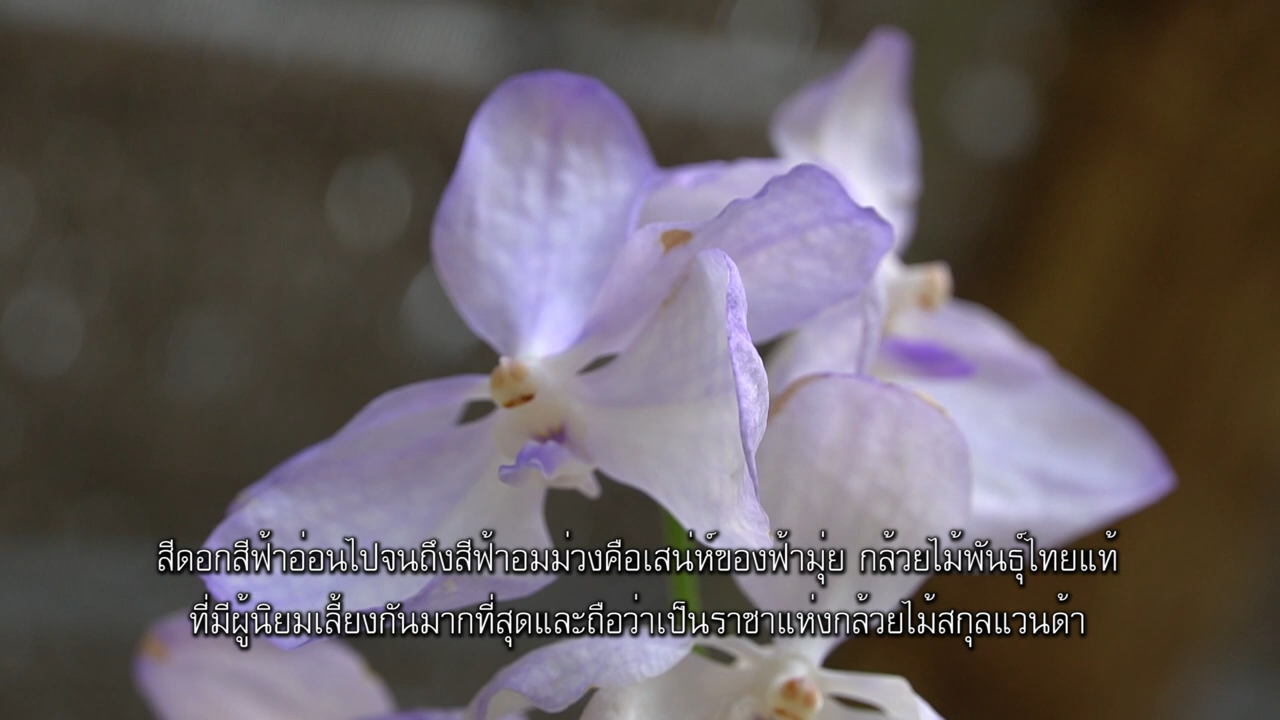 สีดอกสีฟ้าอ่อนไปจนถึงสีฟ้าอมม่วงคือเสน่ห์ของฟ้ามุ่ย กล้วยไม้พันธุ์ไทยแท้
ที่มีผู้นิยมเลี้ยงกันมากที่สุดและถือว่าเป็นราชาแห่งกล้วยไม้สกุลแวนด้า